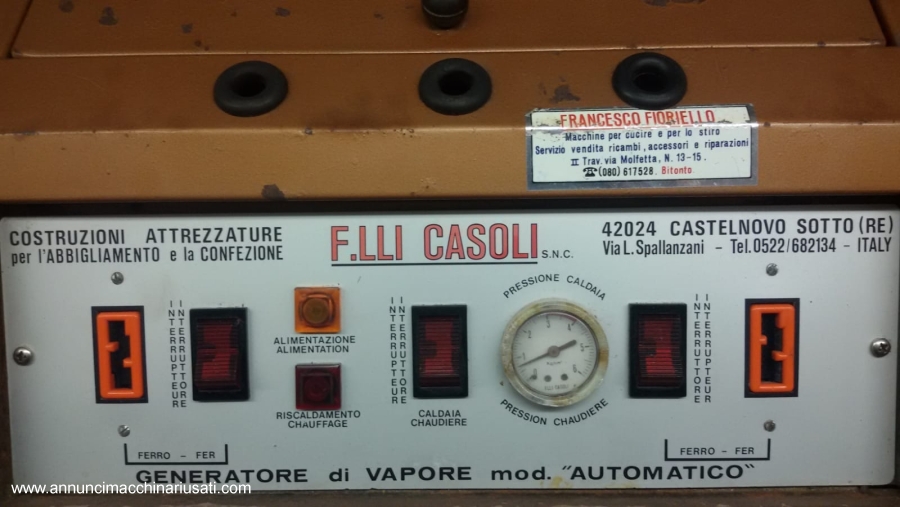 FRANCESCO FIORIELLO
Macchine per cucire e per lo stiro
Servizio vendita ricambi, accessori e riparazioni
II Trav. via Molfetta, N. 13-15.
☎(080) 617528. Bitonto
COSTRUZIONI ATTREZZATURE
per l'ABBIGLIAMENTO e la CONFEZIONE
F.LLI CASOLI S.N.C.
42024 CASTELNOVO SOTTO (RE)
Via L. Spallanzani - Tel. 0522/682134 - ITALY
INTERRUPTEUR
INTERRUTTORE
ALIMENTAZIONE
ALIMENTATION
RISCALDAMENTO
CHAUFFAGE
INTERRUPTEUR
INTERRUTTORE
CALDAIA
CHAUDIERE
PRESSIONE CALDAIA
PRESSION CHAUDIERE
INTERRUTTORE
INTERRUPTEUR
FERRO - FER
FERRO - FER
GENERATORE di VAPORE mod. "AUTOMATICO"
www.annuncimacchinariusati.com